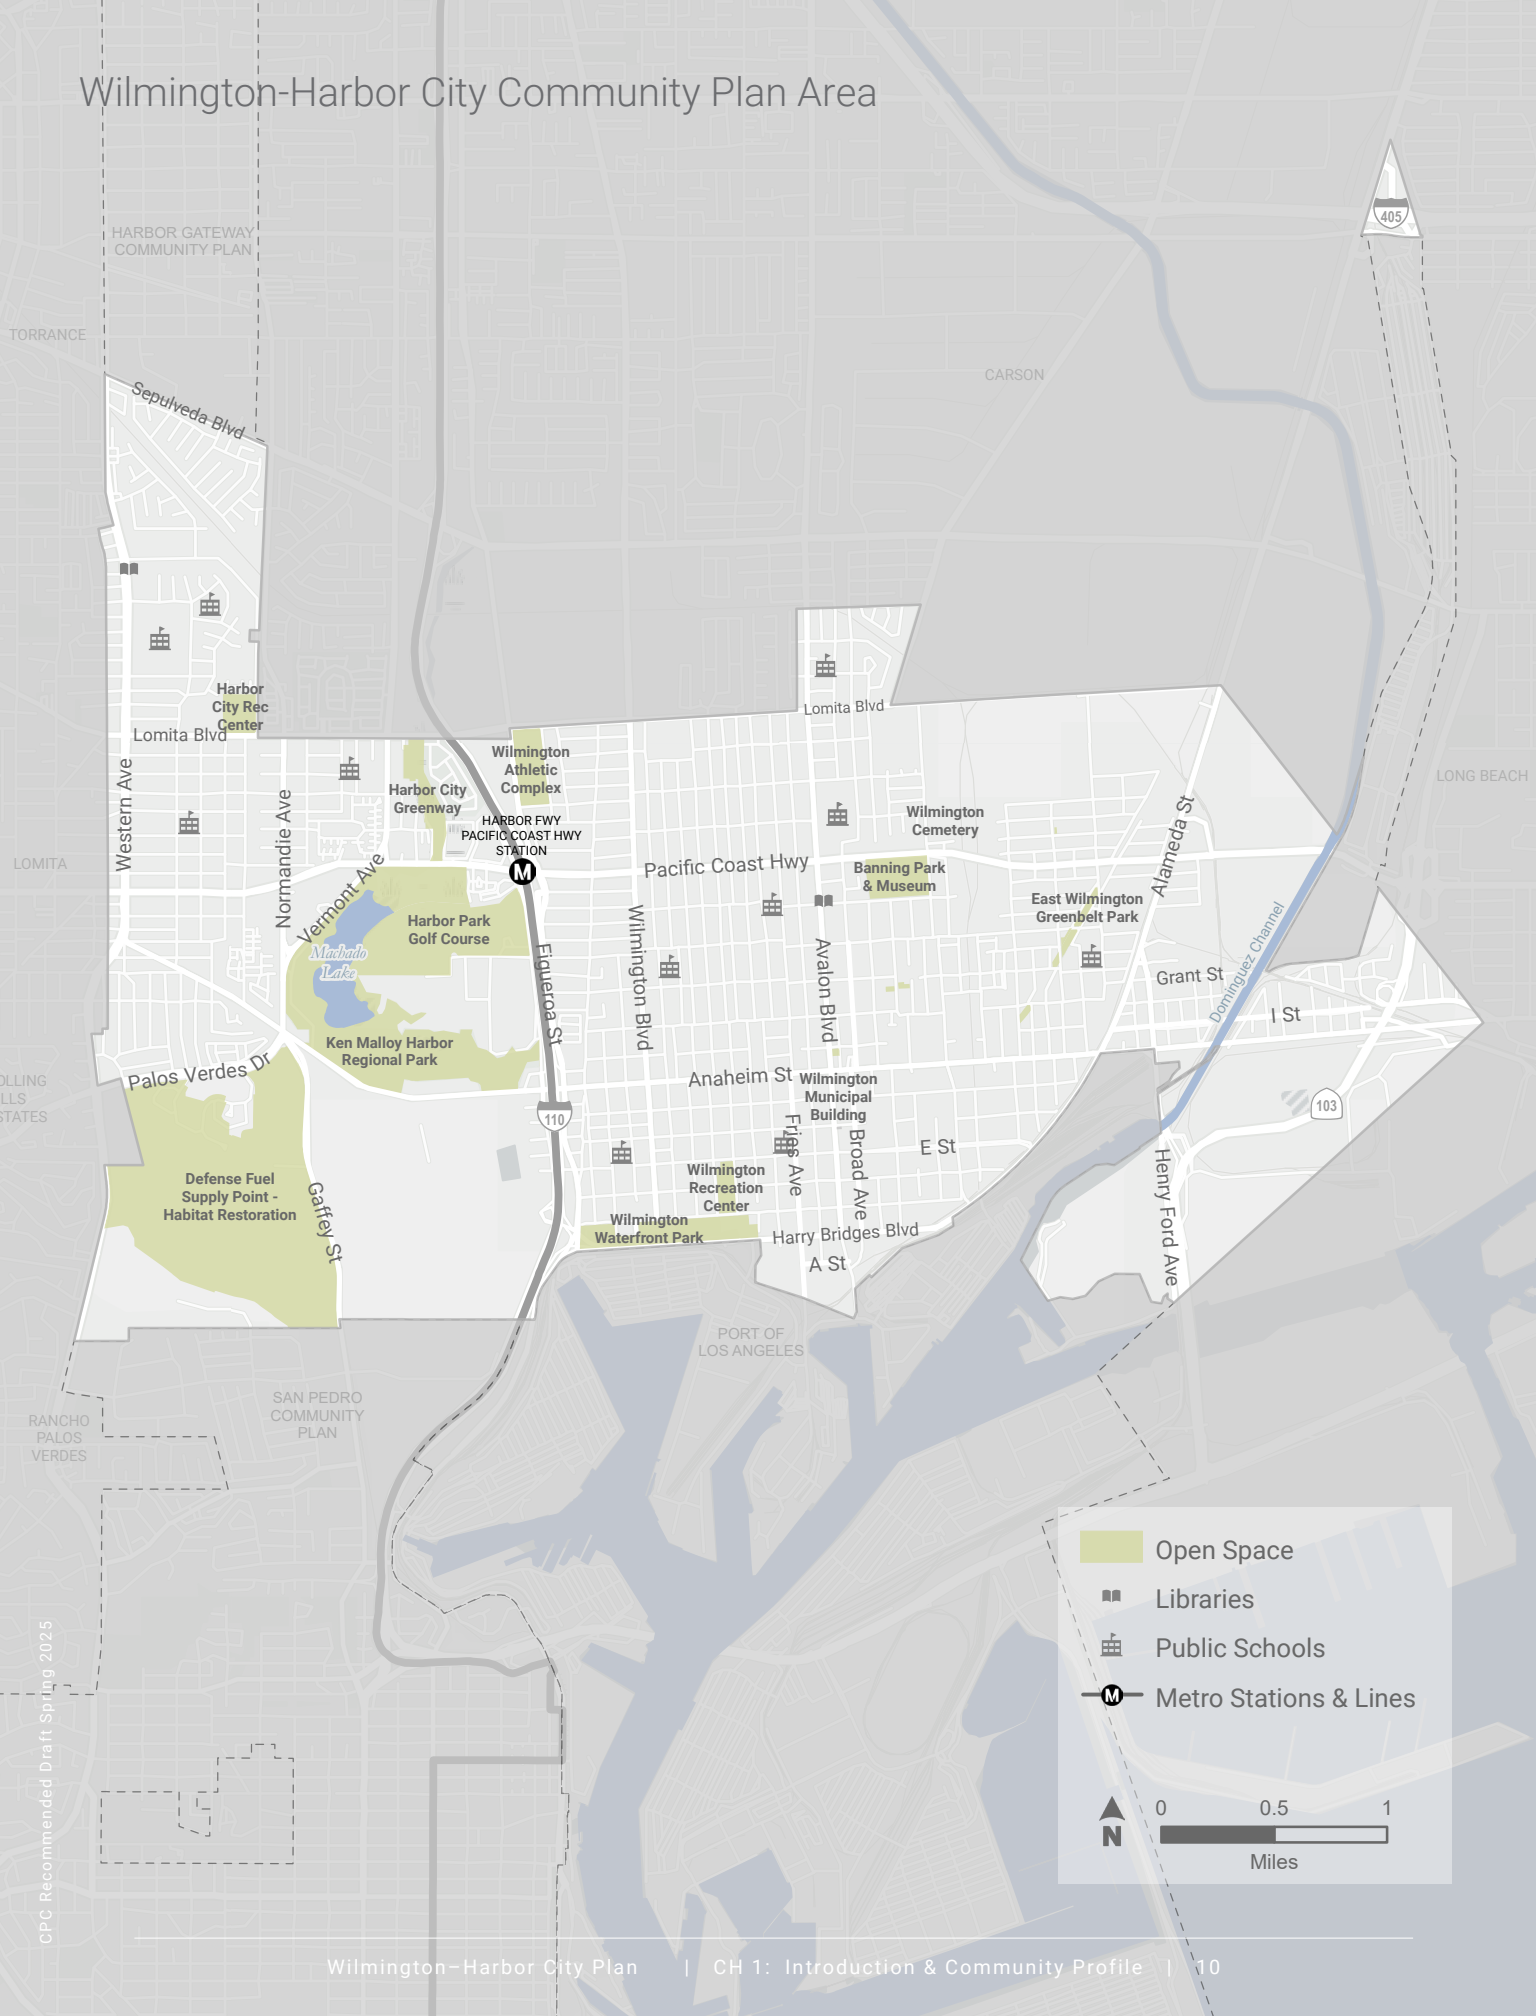 Wilmington-Harbor City Community Plan Area
405
HARBOR GATEWAY
COMMUNITY PLAN
TORRANCE
CARSON
Sepulveda Blvd
Harbor
City Rec
Center
Lomita Blvd
Lomita Blvd
Wilmington
Athletic
Complex
Harbor City
Greenway
HARBOR FWY
PACIFIC COAST HWY
STATION
M
Western Ave
Normandie Ave
Vermont Ave
LONG BEACH
LOMITA
Wilmington
Cemetery
Pacific Coast Hwy
Banning Park
& Museum
Alameda St
East Wilmington
Greenbelt Park
Harbor Park
Golf Course
Machado
Lake
Figueroa St
Wilmington Blvd
Avalon Blvd
Grant St
Dominguez Channel
I St
Ken Malloy Harbor
Regional Park
Palos Verdes Dr
OLLING
LLS
STATES
Anaheim St
Wilmington
Municipal
Building
110
103
Fries Ave
Broad Ave
E St
Henry Ford Ave
Defense Fuel
Supply Point -
Habitat Restoration
Gaffey St
Wilmington
Recreation
Center
Wilmington
Waterfront Park
Harry Bridges Blvd
A St
PORT OF
LOS ANGELES
SAN PEDRO
COMMUNITY
PLAN
RANCHO
PALOS
VERDES
Open Space
Libraries
Public Schools
M Metro Stations & Lines
0 0.5 1
N
Miles
CPC Recommended Draft Spring 2025
Wilmington–Harbor City Plan | CH 1: Introduction & Community Profile | 10